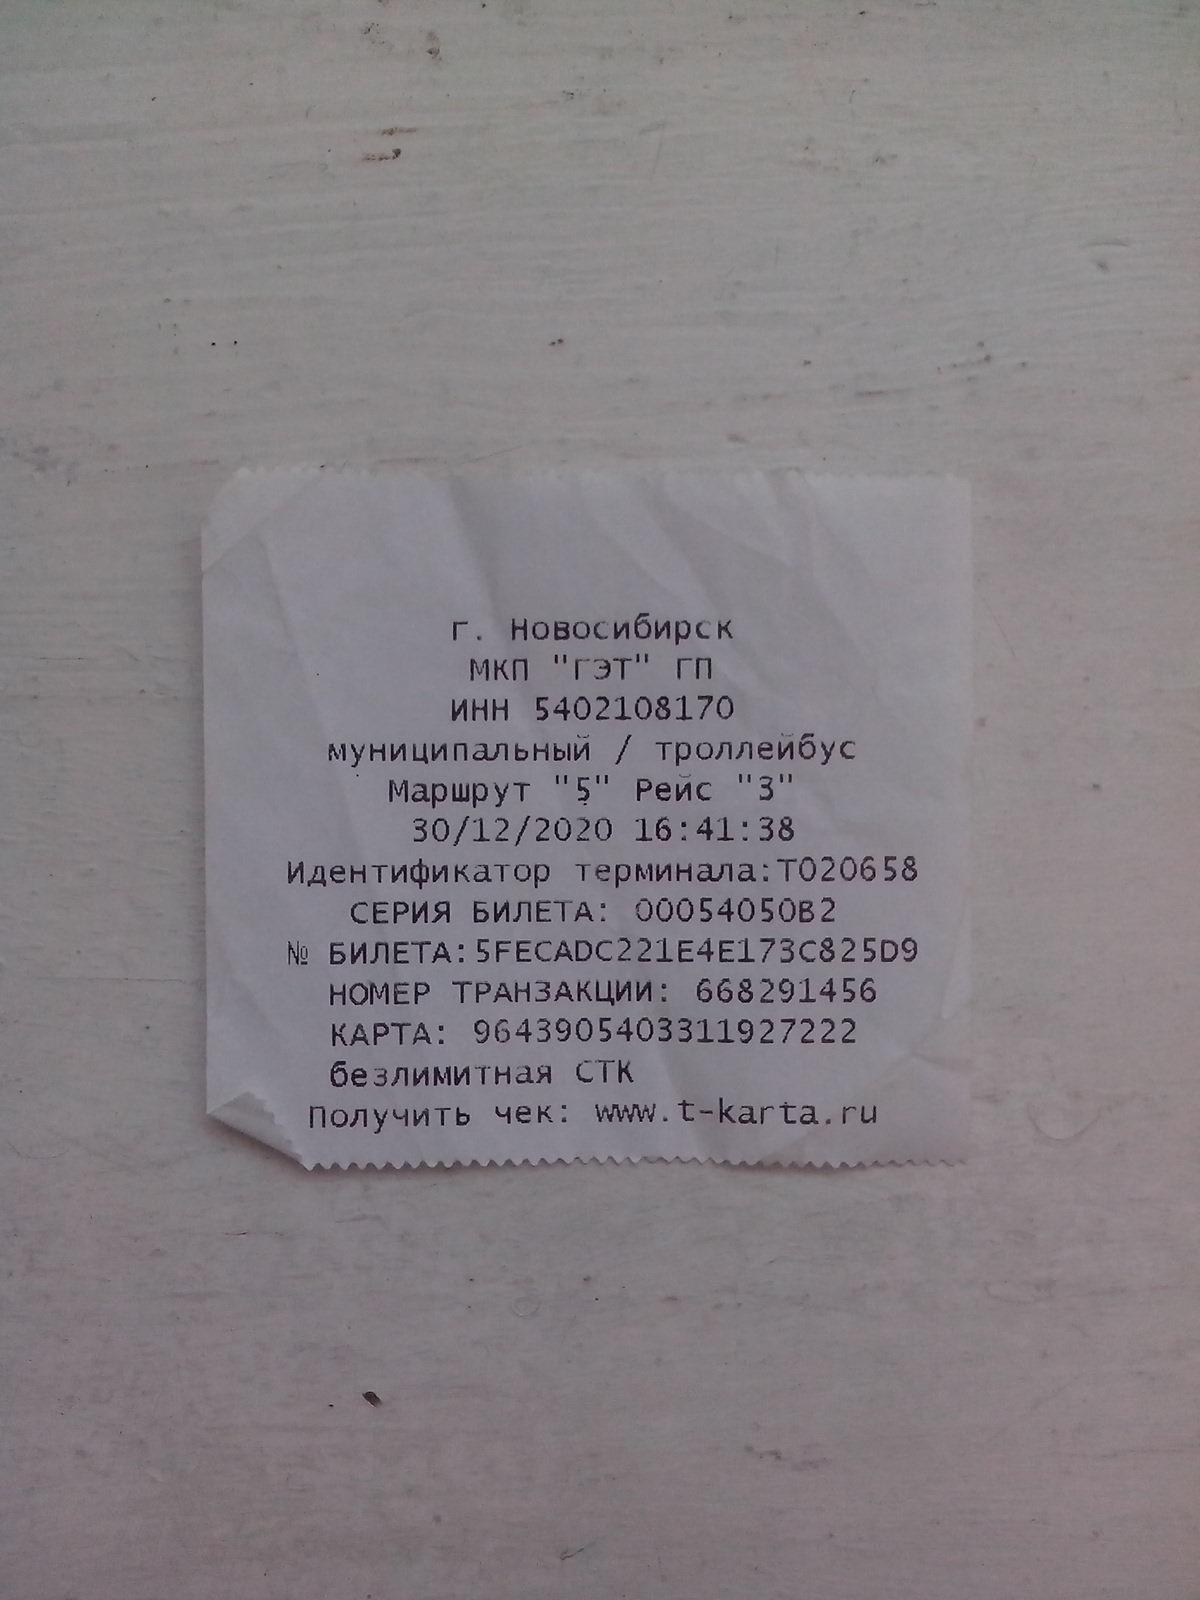 г. Новосибирск
МКП "ГЭТ" ГП
ИНН 5402108170
муниципальный / троллейбус
Маршрут "5" Рейс "3"
30/12/2020 16:41:38
Идентификатор терминала:Т020658
СЕРИЯ БИЛЕТА: 00054050B2
№ БИЛЕТА:5FECADC221E4E173C825D9
НОМЕР ТРАНЗАКЦИИ: 668291456
КАРТА: 9643905403311927222
безлимитная СТК
Получить чек: www.t-karta.ru